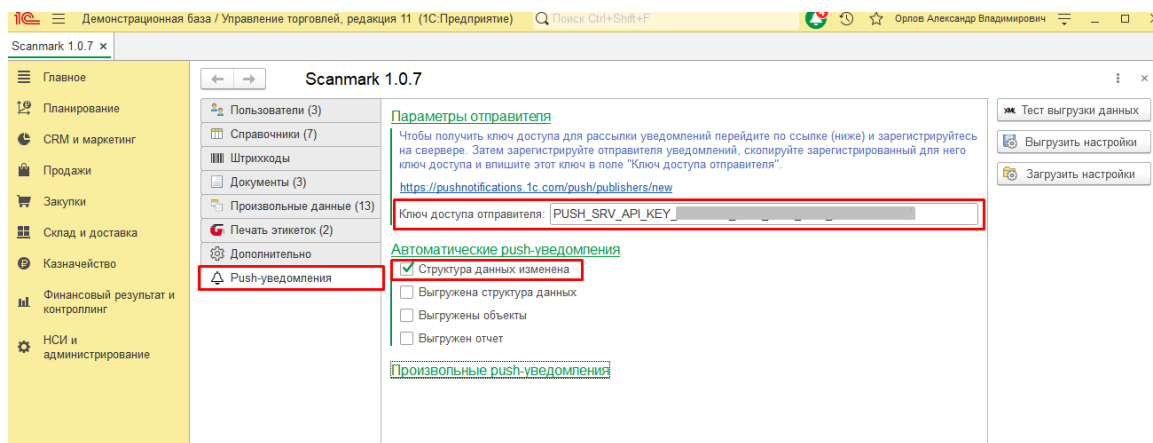 1С Демонстрационная база / Управление торговлей, редакция 11 (1С:Предприятие) Поиск Ctrl+Shift+F Орлов Александр Владимирович
Scanmark 1.0.7 ×
Главное
Планирование
CRM и маркетинг
Продажи
Закупки
Склад и доставка
Казначейство
Финансовый результат и
контроллинг
НСИ и
администрирование
Scanmark 1.0.7
Пользователи (3)
Справочники (7)
Штрихкоды
Документы (3)
Произвольные данные (13)
Печать этикеток (2)
Дополнительно
Push-уведомления
Параметры отправителя
Чтобы получить ключ доступа для рассылки уведомлений перейдите по ссылке (ниже) и зарегистрируйтесь
на свервере. Затем зарегистрируйте отправителя уведомлений, скопируйте зарегистрированный для него
ключ доступа и впишите этот ключ в поле "Ключ доступа отправителя".
https://pushnotifications.1c.com/push/publishers/new
Ключ доступа отправителя: PUSH_SRV_API_KEY_
Автоматические push-уведомления
Структура данных изменена
Выгружена структура данных
Выгружены объекты
Выгружен отчет
Произвольные push-уведомления
XML Тест выгрузки данных
Выгрузить настройки
Загрузить настройки